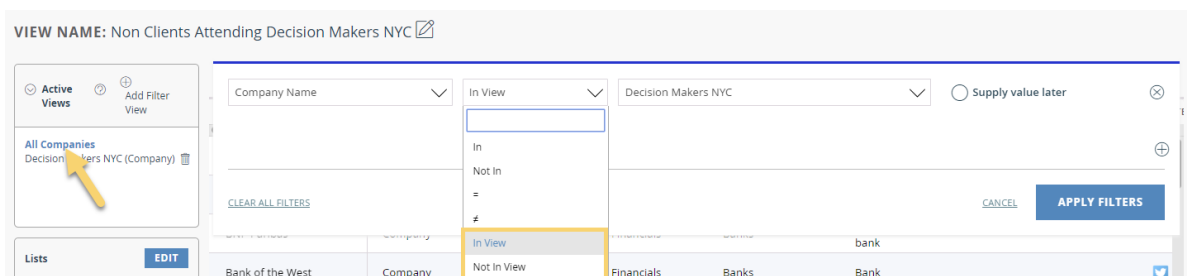 VIEW NAME: Non Clients Attending Decision Makers NYC
Active Views
Add Filter View
All Companies
Decision Makers NYC (Company)
Company Name
In View
Decision Makers NYC
Supply value later
In
Not In
=
≠
In View
Not In View
CLEAR ALL FILTERS
CANCEL
APPLY FILTERS
Lists
EDIT
bank
Bank of the West
Company
Financials
Banks
Bank